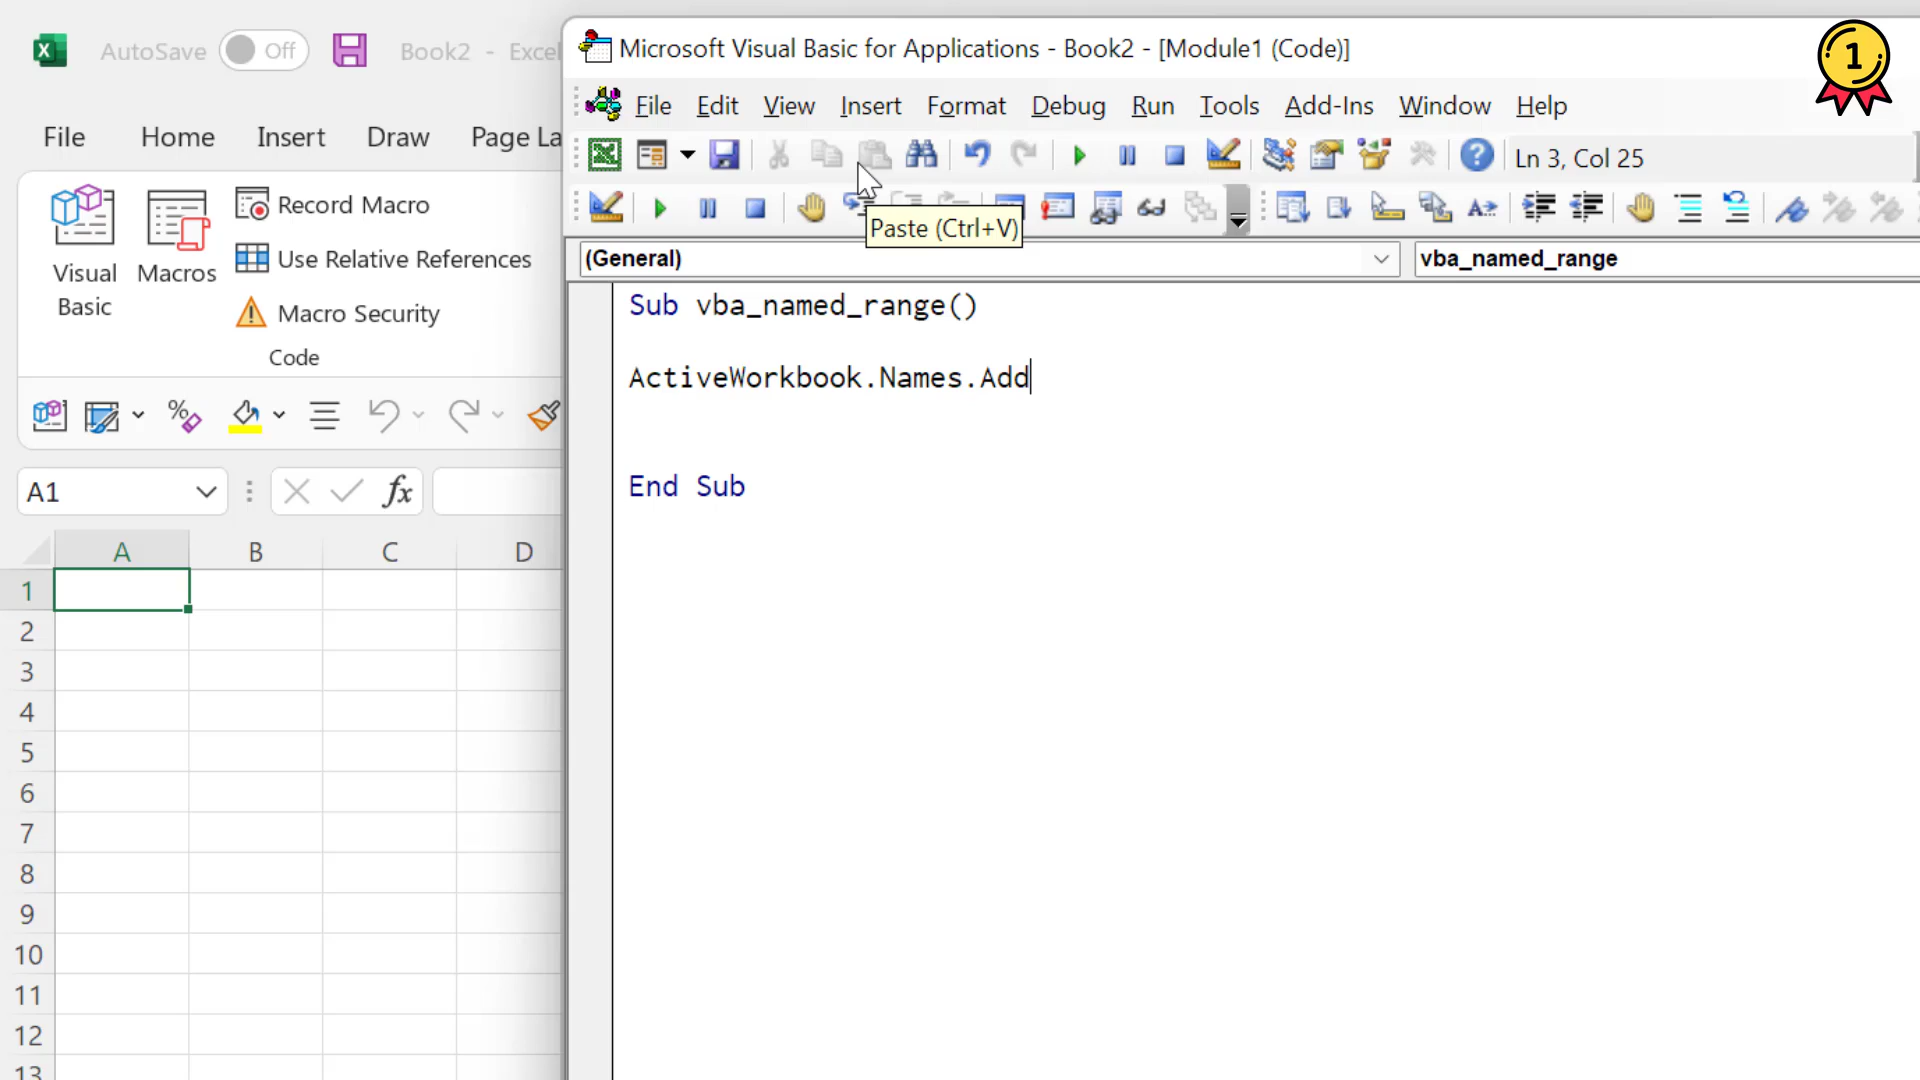 AutoSave Off Book2 - Excel
File Home Insert Draw Page La
Visual Basic
Macros
Record Macro
Use Relative References
Macro Security
Code
A1
fx
A B C D
1
2
3
4
5
6
7
8
9
10
11
12
13
Microsoft Visual Basic for Applications - Book2 - [Module1 (Code)]
1
File Edit View Insert Format Debug Run Tools Add-Ins Window Help
Ln 3, Col 25
Paste (Ctrl+V)
(General) vba_named_range
Sub vba_named_range()
ActiveWorkbook.Names.Add
End Sub